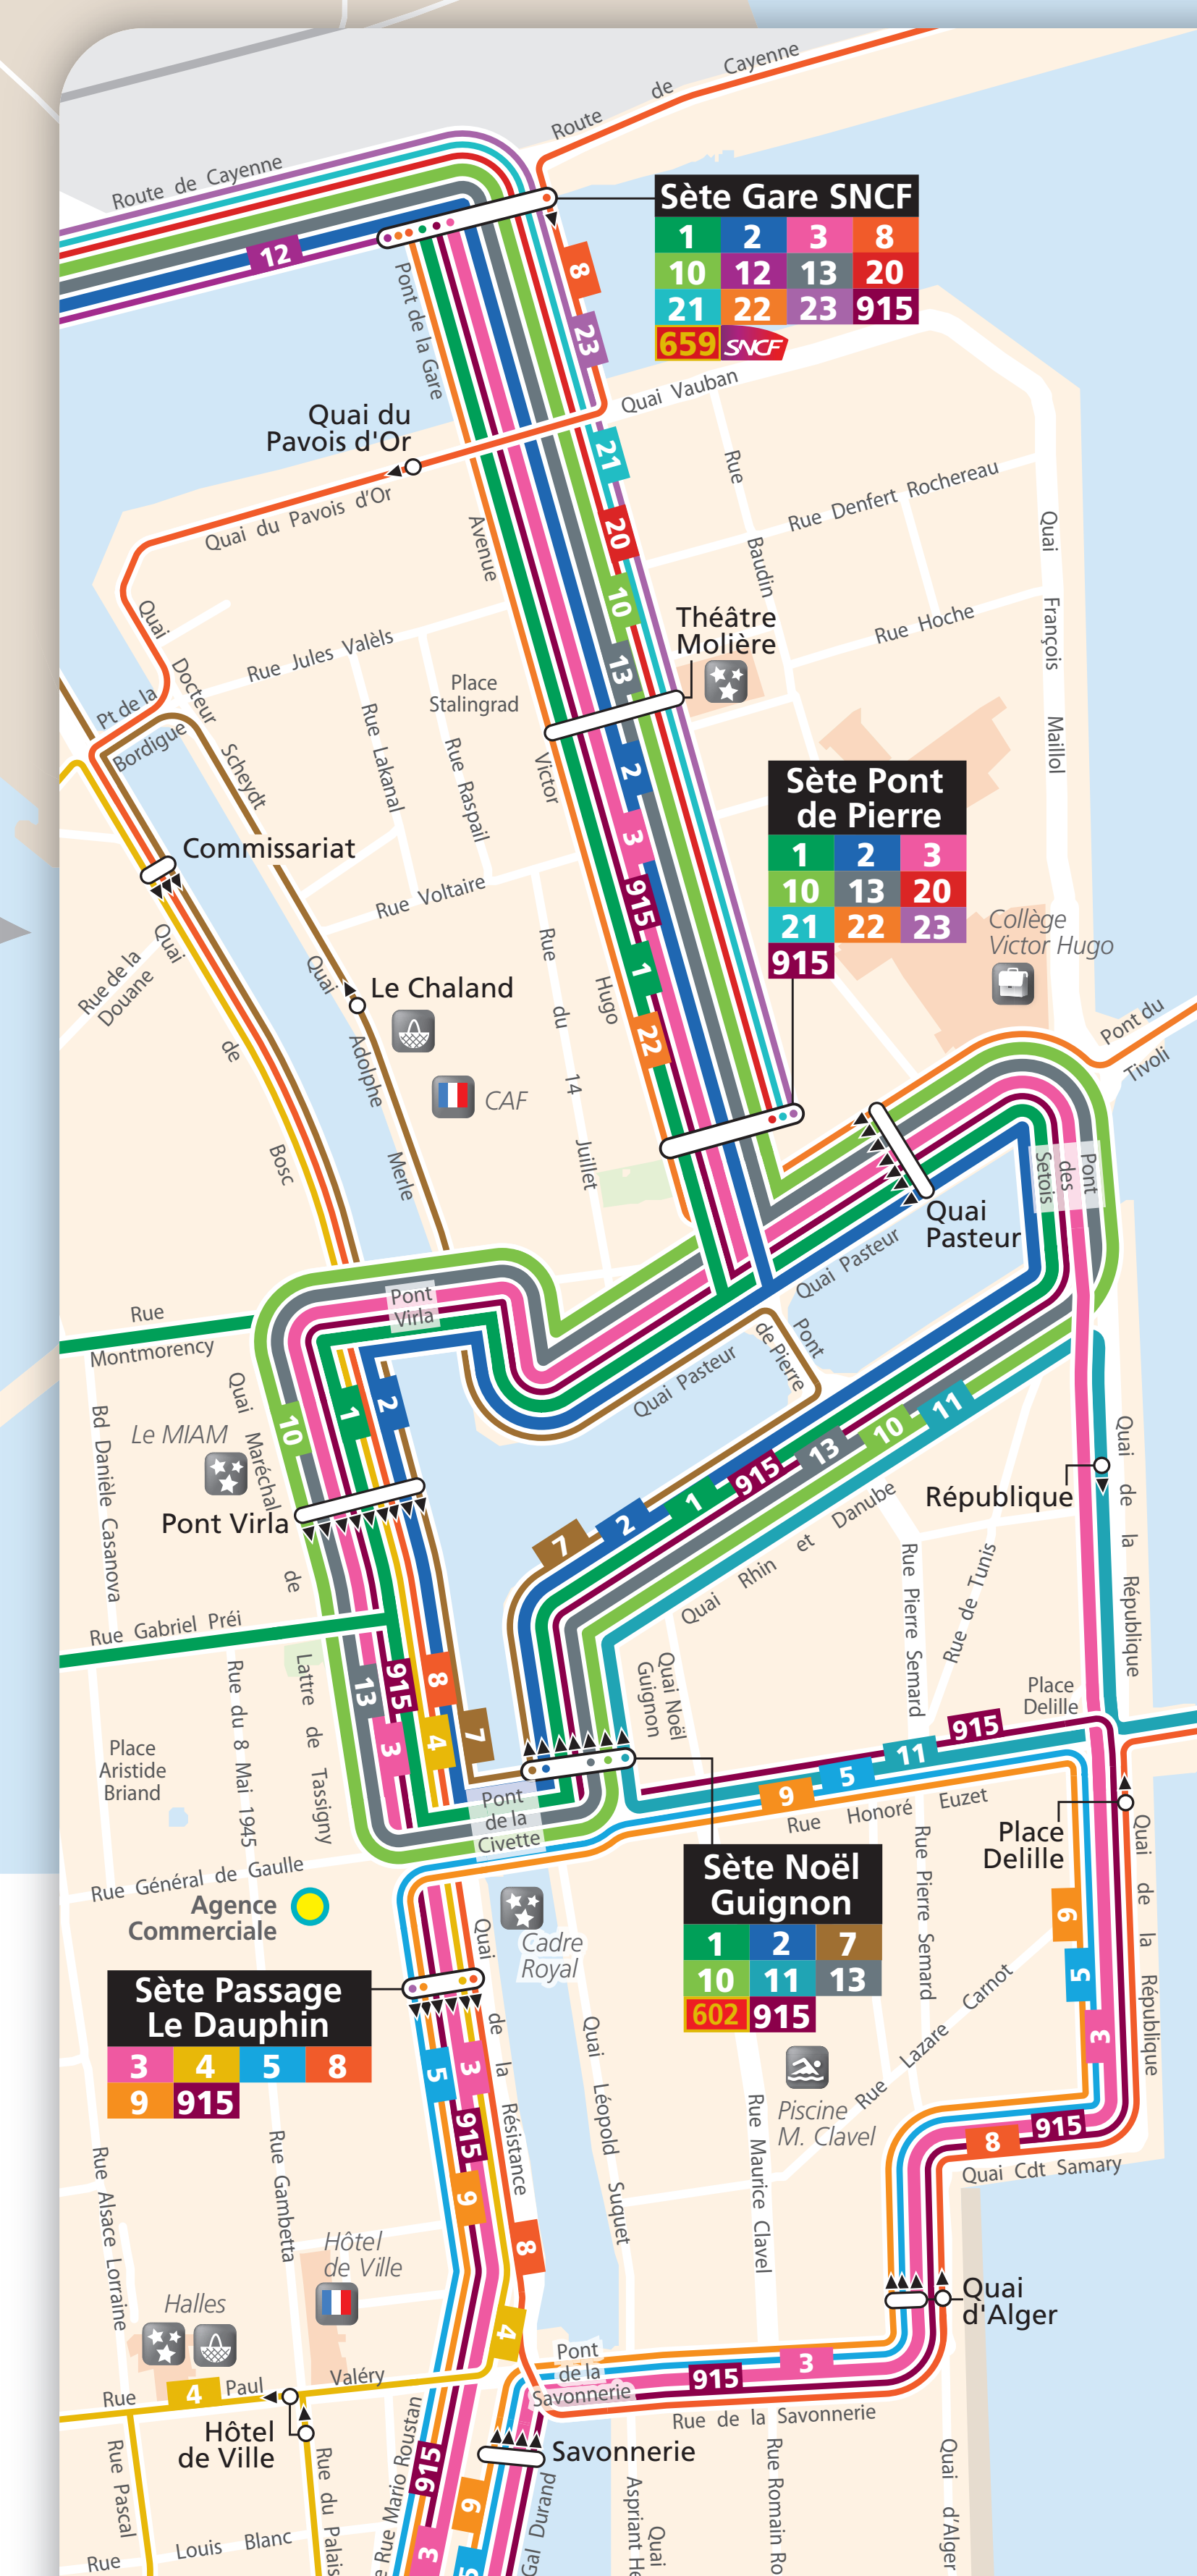 Route de Cayenne
Route de Cayenne
12
Sète Gare SNCF
1 2 3 8
10 12 13 20
21 22 23 915
659 SNCF
8
23
Pont de la Gare
Quai du
Pavois d'Or
Quai Vauban
21
Rue Baudin
Rue Denfert Rochereau
Quai du Pavois d'Or
20
Avenue Victor Hugo
Quai François Maillol
10
Quai Docteur Scheydt
Rue Jules Valèls
Théâtre
Molière
Rue Hoche
13
Pt de la
Bordigue
Place
Stalingrad
Rue Lakanal
Rue Raspail
2
Sète Pont
de Pierre
1 2 3
10 13 20
21 22 23
915
3
Commissariat
Rue Voltaire
915
Collège
Victor Hugo
Quai de Bosc
Rue de la
Douane
Rue du 14 Juillet
1
Le Chaland
Quai Adolphe Merle
22
CAF
Pont du
Tivoli
Pont
des
Setois
Quai
Pasteur
Quai Pasteur
Rue
Montmorency
Pont
Virla
Pont
de Pierre
Quai Pasteur
Quai Maréchal de Lattre de Tassigny
10
1
2
Bd Danièle Casanova
Le MIAM
11
10
13
915
1
2
7
Quai de la République
République
Pont Virla
Quai Rhin et Danube
Rue Pierre Semard
Rue de Tunis
Rue Gabriel Préi
Rue du 8 Mai 1945
13
915
8
3
4
7
Quai Noël
Guignon
Place
Delille
915
11
5
9
Place
Aristide
Briand
Pont
de la
Civette
Rue Honoré Euzet
Place
Delille
Rue Général de Gaulle
Agence
Commerciale
Sète Noël
Guignon
1 2 7
10 11 13
602 915
Rue Pierre Semard
Quai de la République
9
5
3
Cadre
Royal
Sète Passage
Le Dauphin
3 4 5 8
9 915
Quai de la Résistance
Quai Léopold Suquet
Rue Lazare Carnot
5
3
915
9
Piscine
M. Clavel
Rue Maurice Clavel
8
915
Quai Cdt Samary
Rue Alsace Lorraine
Rue Gambetta
Hôtel
de Ville
8
Halles
4
Quai
d'Alger
Pont
de la
Savonnerie
915
3
Rue Paul Valéry
4
Rue de la Savonnerie
Hôtel
de Ville
Savonnerie
Rue Pascal
Rue du Palais
Rue Mario Roustan
915
9
3
5
Gal Durand
Quai
Aspirant He
Rue Romain Ro
Quai d'Alger
Rue Louis Blanc